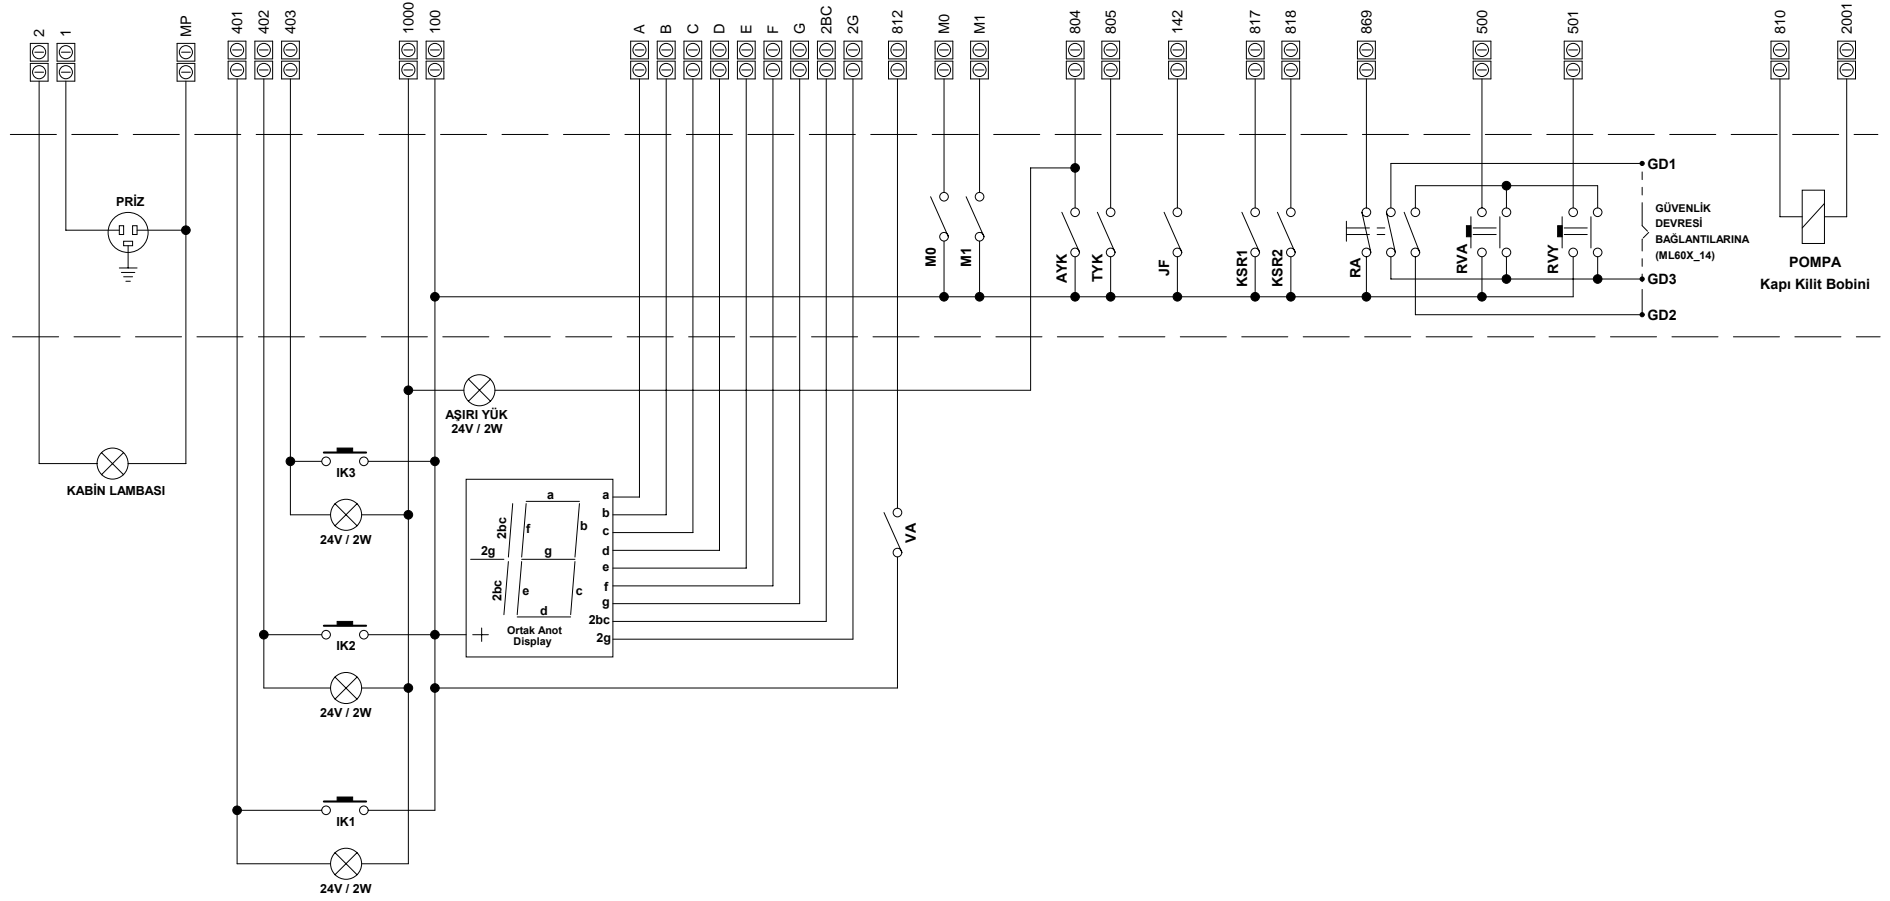 2
1
MP
401
402
403
1000
100
A
B
C
D
E
F
G
2BC
2G
812
M0
M1
804
805
142
817
818
869
500
501
810
2001
PRİZ
M0
M1
AYK
TYK
JF
KSR1
KSR2
RA
RVA
RVY
GD1
GÜVENLİK
DEVRESİ
BAĞLANTILARINA
(ML60X_14)
GD3
GD2
POMPA
Kapı Kilit Bobini
AŞIRI YÜK
24V / 2W
KABİN LAMBASI
IK3
24V / 2W
a
a
b
2bc
f
b
c
2g
g
d
e
2bc
e
c
f
d
g
2bc
Ortak Anot
Display
2g
VA
IK2
24V / 2W
IK1
24V / 2W